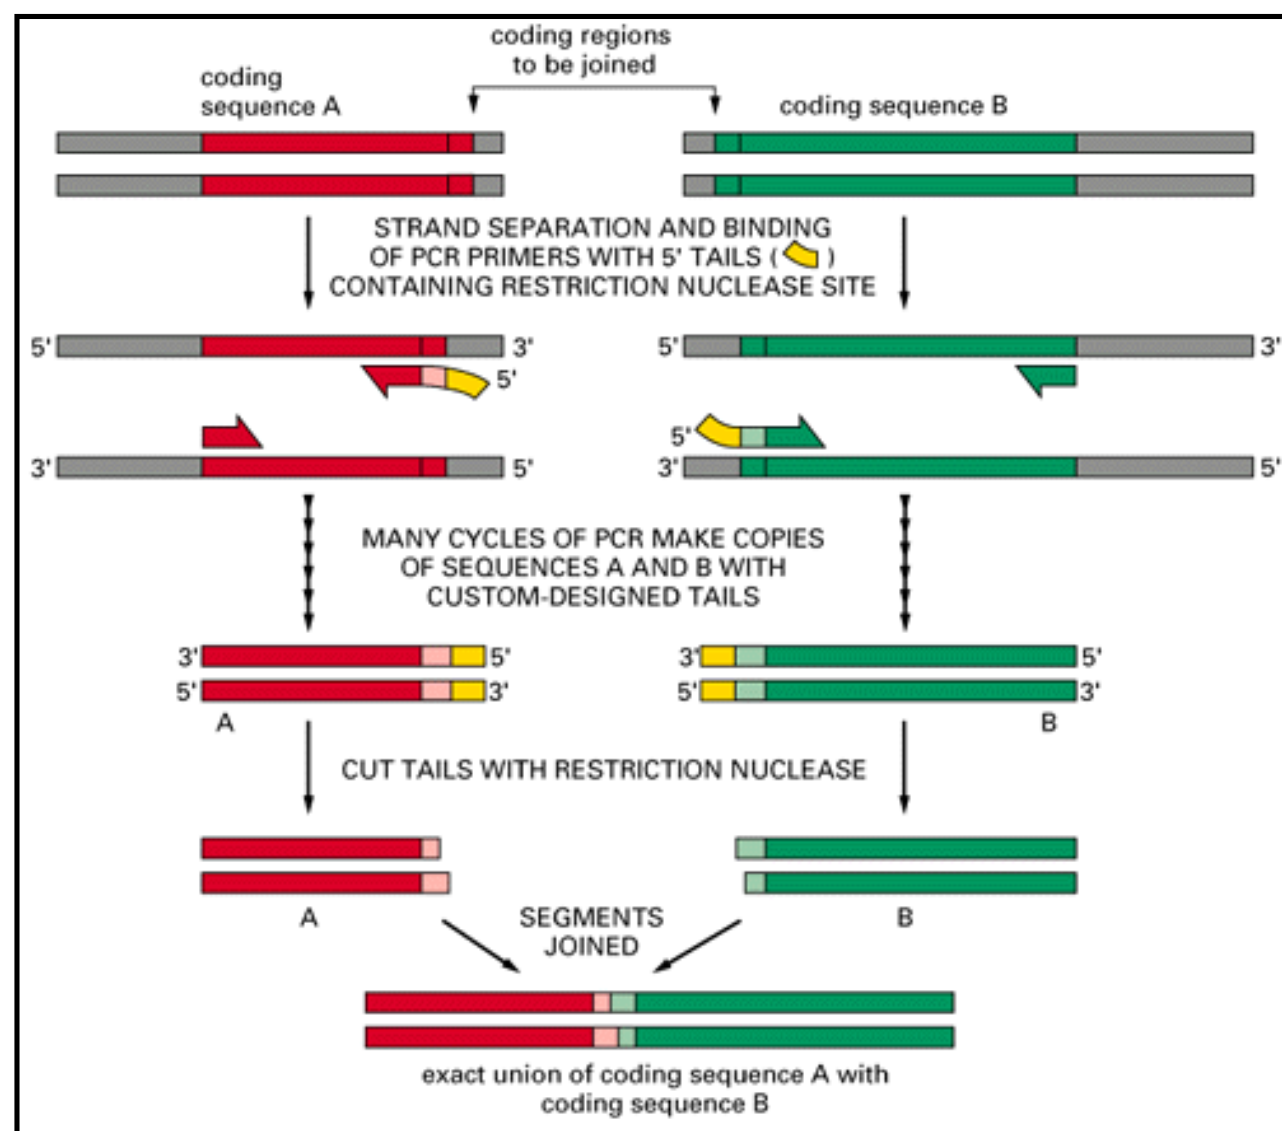 coding regions
to be joined
coding
sequence A
coding sequence B
STRAND SEPARATION AND BINDING
OF PCR PRIMERS WITH 5' TAILS ( )
CONTAINING RESTRICTION NUCLEASE SITE
5' 3' 5' 3'
5'
5'
3' 5' 3' 5'
MANY CYCLES OF PCR MAKE COPIES
OF SEQUENCES A AND B WITH
CUSTOM-DESIGNED TAILS
3' 5' 3' 5'
5' 3' 5' 3'
A B
CUT TAILS WITH RESTRICTION NUCLEASE
A B
SEGMENTS
JOINED
exact union of coding sequence A with
coding sequence B